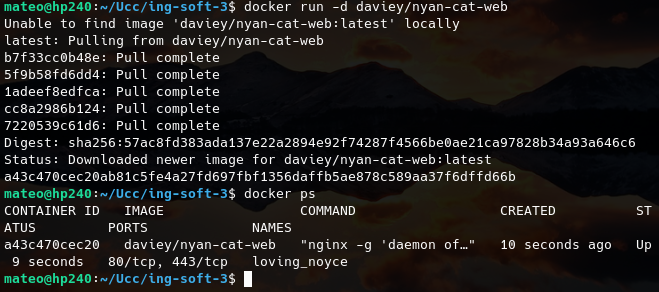 mateo@hp240:~/Ucc/ing-soft-3$ docker run -d daviey/nyan-cat-web
Unable to find image 'daviey/nyan-cat-web:latest' locally
latest: Pulling from daviey/nyan-cat-web
b7f33cc0b48e: Pull complete
5f9b58fd6dd4: Pull complete
1adeef8edfca: Pull complete
cc8a2986b124: Pull complete
7220539c61d6: Pull complete
Digest: sha256:57ac8fd383ada137e22a2894e92f74287f4566be0ae21ca97828b34a93a646c6
Status: Downloaded newer image for daviey/nyan-cat-web:latest
a43c470cec20ab81c5fe4a27fd697fbf1356daffb5ae878c589aa37f6dffd66b
mateo@hp240:~/Ucc/ing-soft-3$ docker ps
CONTAINER ID   IMAGE                 COMMAND                  CREATED          ST
ATUS         PORTS             NAMES
a43c470cec20   daviey/nyan-cat-web   "nginx -g 'daemon of…"   10 seconds ago   Up
 9 seconds   80/tcp, 443/tcp   loving_noyce
mateo@hp240:~/Ucc/ing-soft-3$